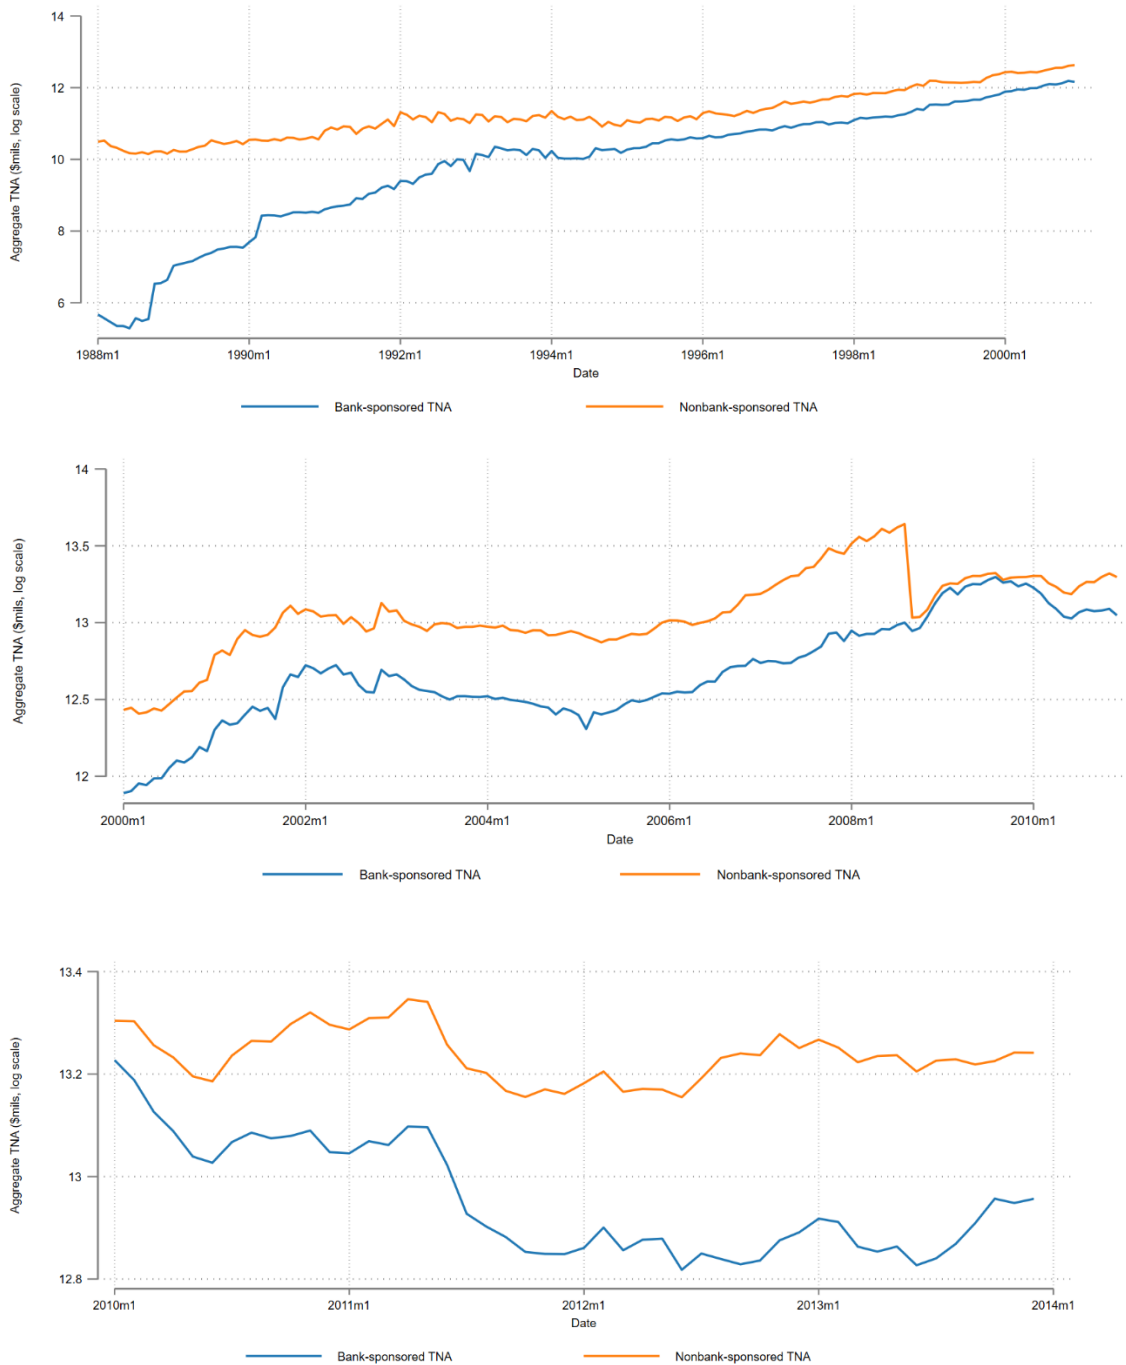 Aggregate TNA ($mils, log scale)
14
12
10
8
6
1988m1 1990m1 1992m1 1994m1 1996m1 1998m1 2000m1
Date
Bank-sponsored TNA Nonbank-sponsored TNA
Aggregate TNA ($mils, log scale)
14
13.5
13
12.5
12
2000m1 2002m1 2004m1 2006m1 2008m1 2010m1
Date
Bank-sponsored TNA Nonbank-sponsored TNA
Aggregate TNA ($mils, log scale)
13.4
13.2
13
12.8
2010m1 2011m1 2012m1 2013m1 2014m1
Date
Bank-sponsored TNA Nonbank-sponsored TNA